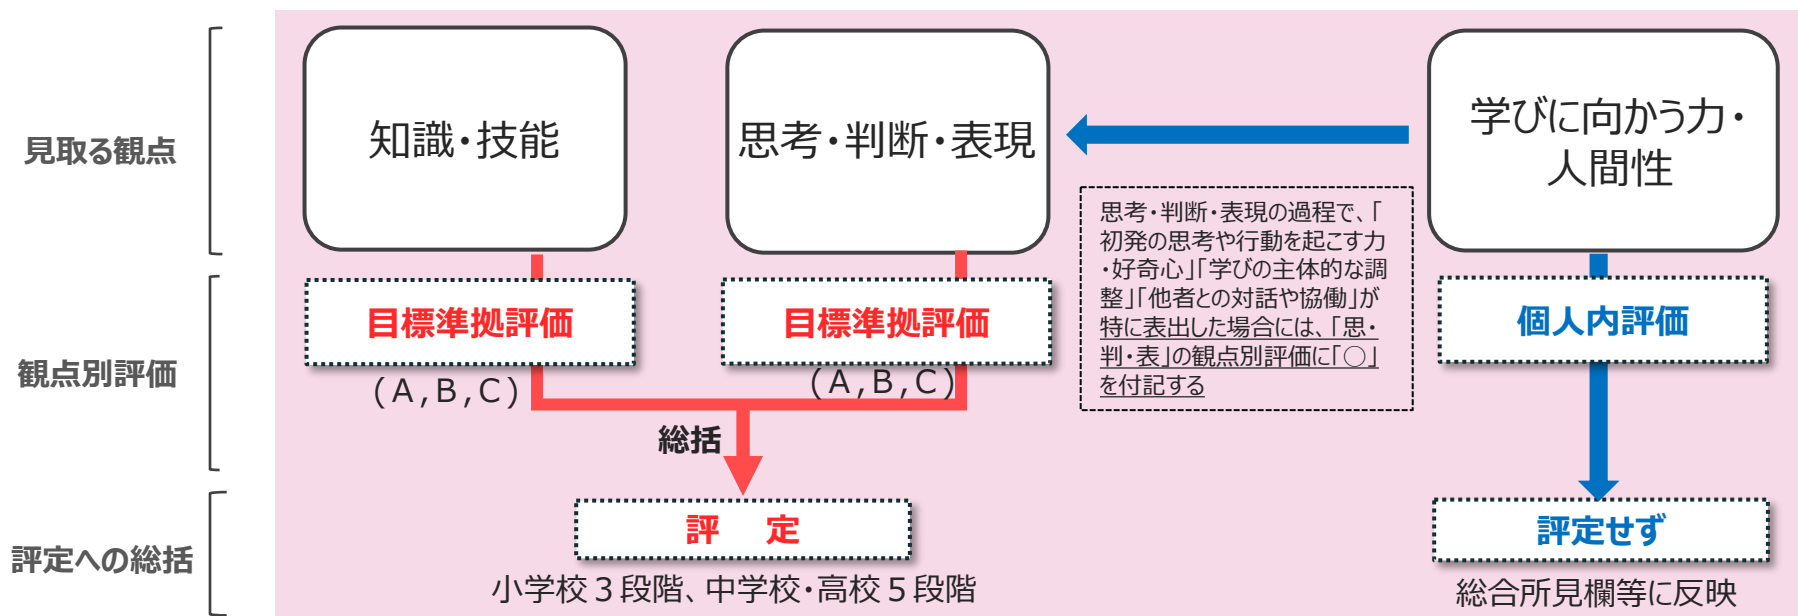 見取る観点
知識・技能
思考・判断・表現
学びに向かう力・
人間性
思考・判断・表現の過程で、「
初発の思考や行動を起こす力
・好奇心」「学びの主体的な調
整」「他者との対話や協働」が
特に表出した場合には、「思・
判・表」の観点別評価に「○」
を付記する
観点別評価
目標準拠評価
(A,B,C)
目標準拠評価
(A,B,C)
個人内評価
総括
評定への総括
評　定
小学校3段階、中学校・高校5段階
評定せず
総合所見欄等に反映